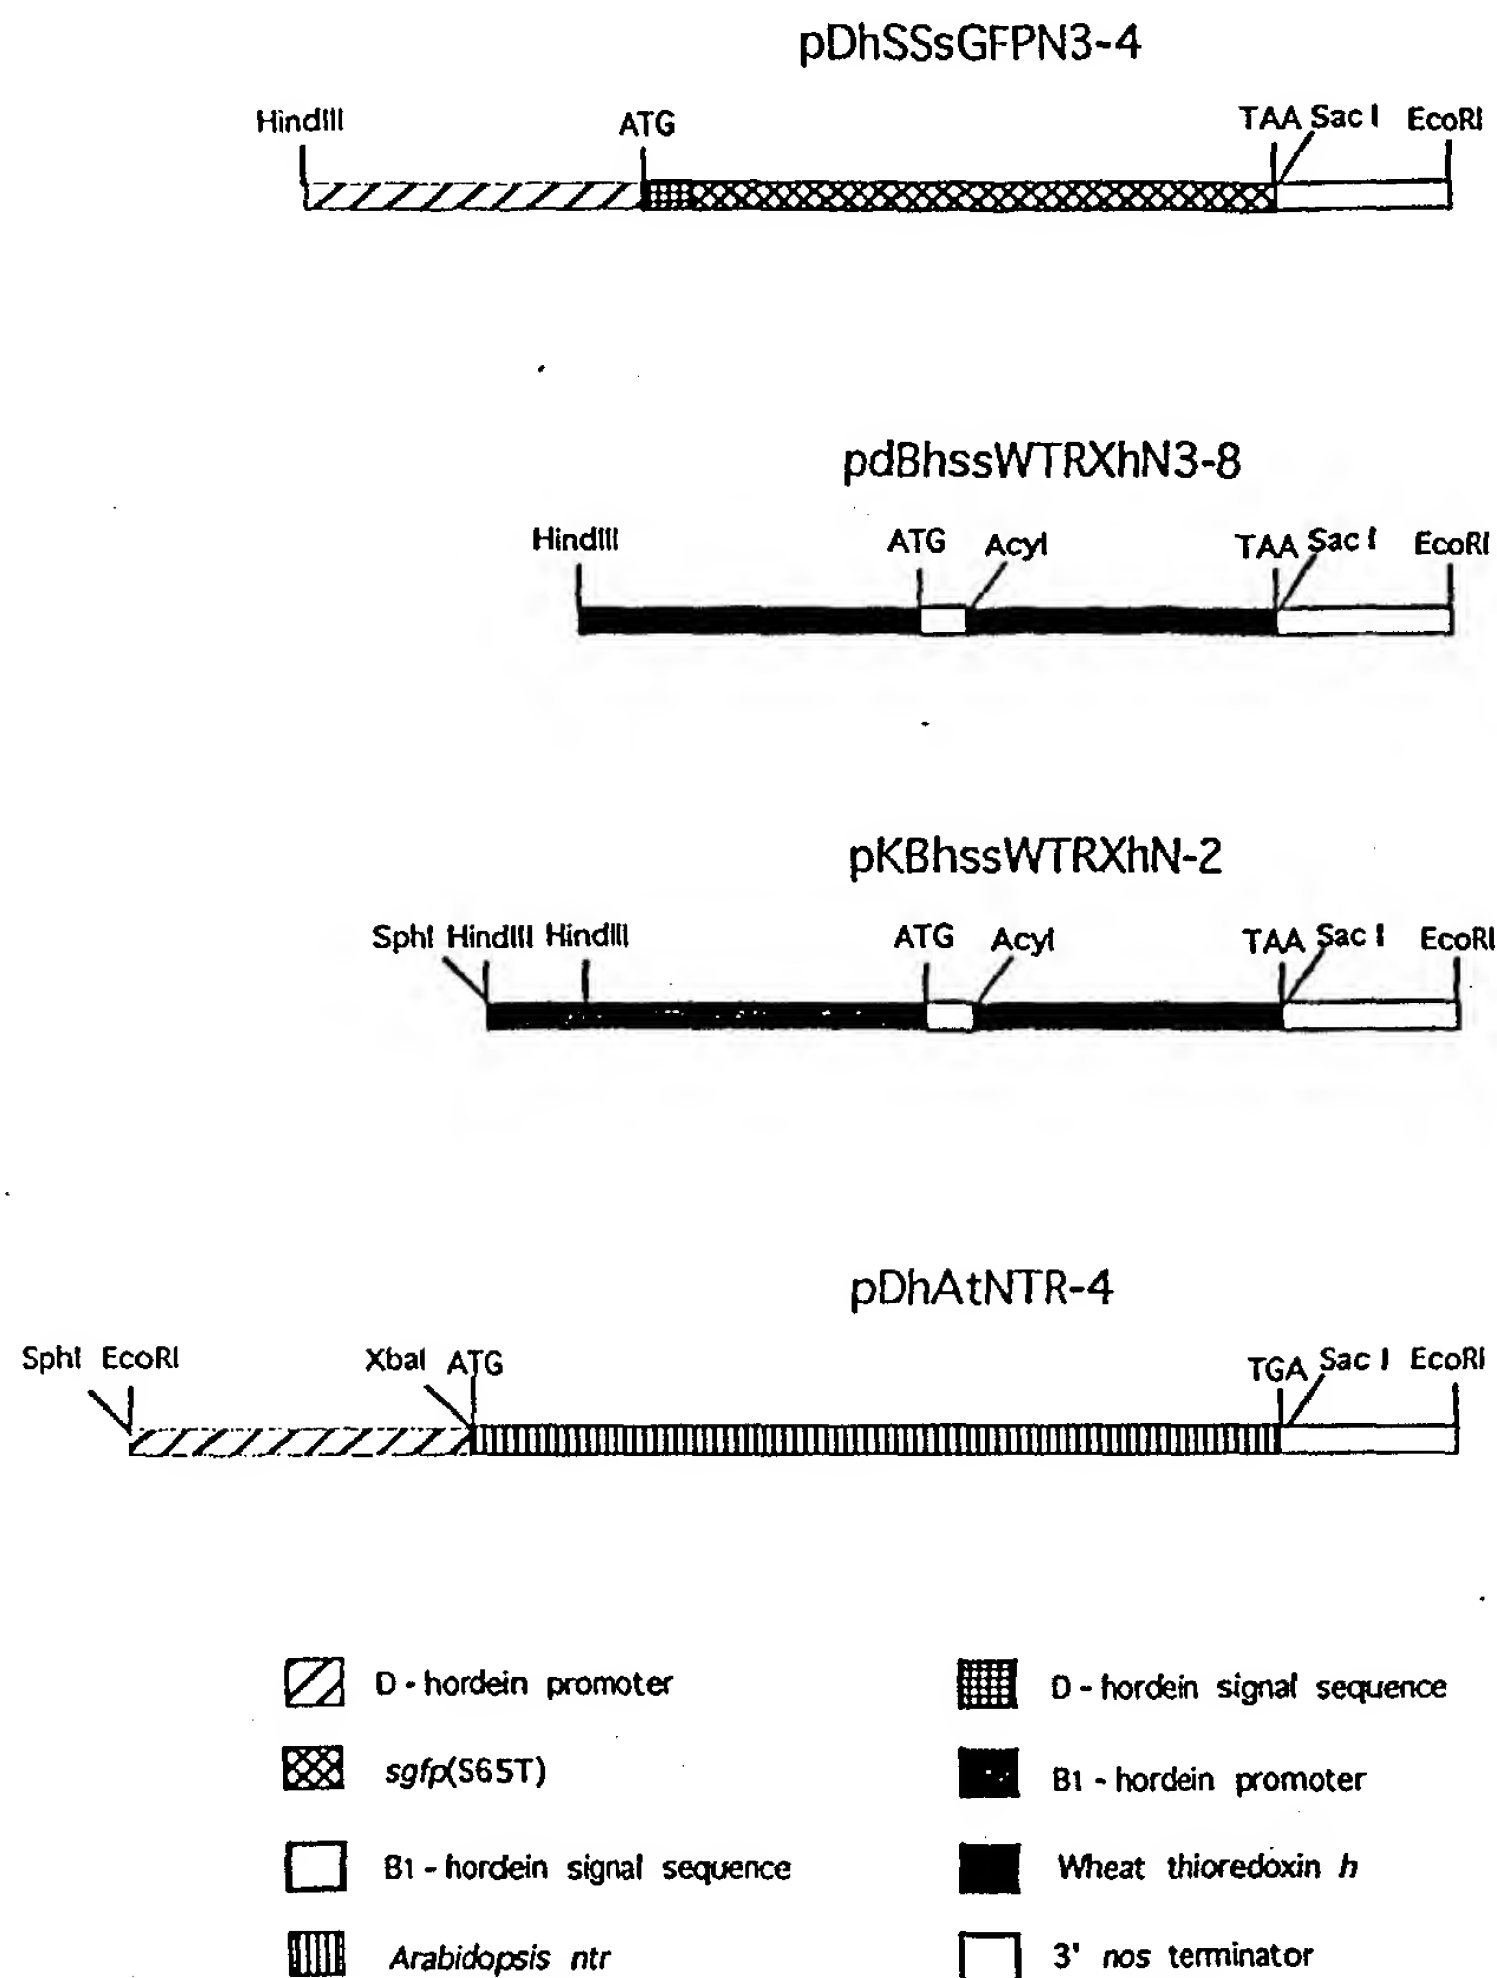 pDhSSsGFPN3-4
HindIII ATG TAA Sac I EcoRI
pdBhssWTRXhN3-8
HindIII ATG AcyI TAA Sac I EcoRI
pKBhssWTRXhN-2
SphI HindIII HindIII ATG AcyI TAA Sac I EcoRI
pDhAtNTR-4
SphI EcoRI XbaI ATG TGA Sac I EcoRI
D - hordein promoter
D - hordein signal sequence
sgfp(S65T)
B1 - hordein promoter
B1 - hordein signal sequence
Wheat thioredoxin h
Arabidopsis ntr
3' nos terminator